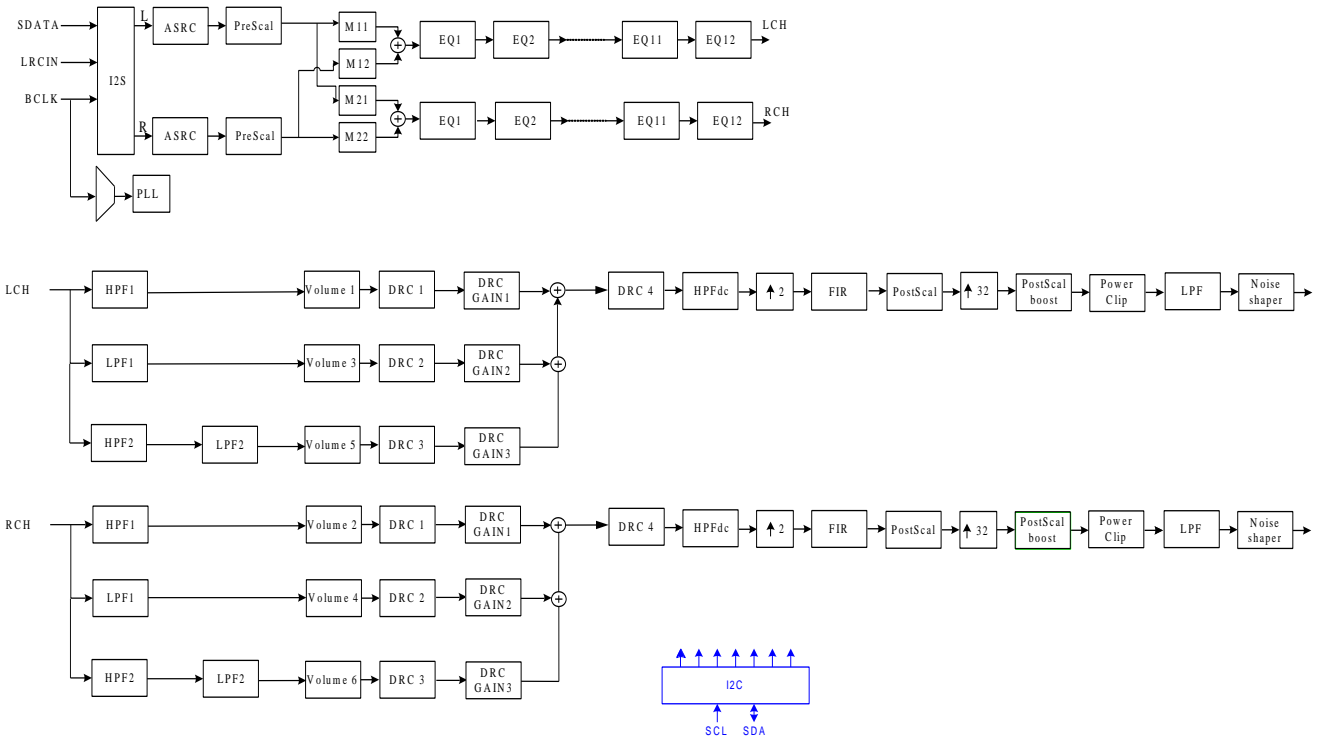 SDATA
LRCIN
BCLK
I2S
L
R
ASRC
PreScal
M11
M12
EQ1
EQ2
EQ11
EQ12
LCH
ASRC
PreScal
M21
M22
EQ1
EQ2
EQ11
EQ12
RCH
PLL
LCH
HPF1
Volume 1
DRC 1
DRC
GAIN1
DRC 4
HPFdc
2
FIR
PostScal
32
PostScal
boost
Power
Clip
LPF
Noise
shaper
LPF1
Volume 3
DRC 2
DRC
GAIN2
HPF2
LPF2
Volume 5
DRC 3
DRC
GAIN3
RCH
HPF1
Volume 2
DRC 1
DRC
GAIN1
DRC 4
HPFdc
2
FIR
PostScal
32
PostScal
boost
Power
Clip
LPF
Noise
shaper
LPF1
Volume 4
DRC 2
DRC
GAIN2
HPF2
LPF2
Volume 6
DRC 3
DRC
GAIN3
I2C
SCL
SDA